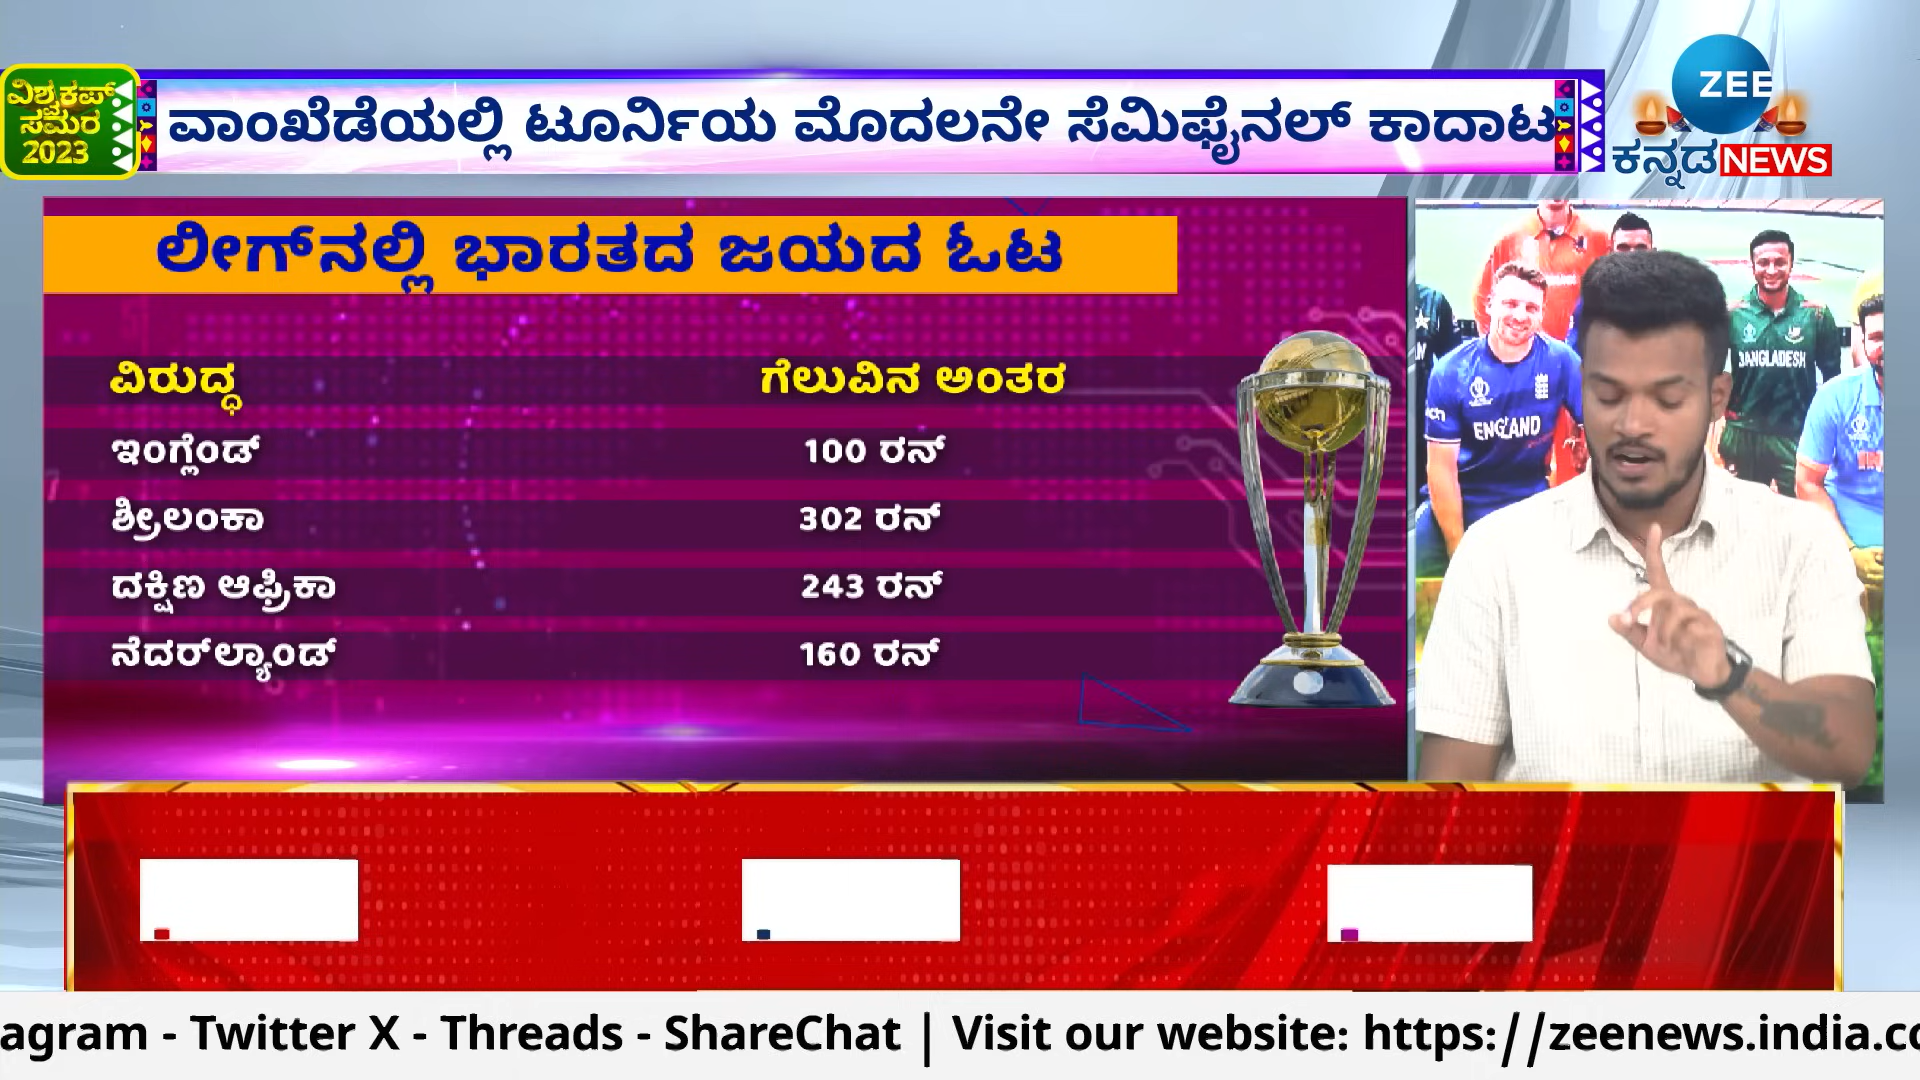 ವಿಶ್ವಕಪ್
ಸಮರ
2023
ವಾಂಖೆಡೆಯಲ್ಲಿ ಟೂರ್ನಿಯ ಮೊದಲನೇ ಸೆಮಿಫೈನಲ್ ಕಾದಾಟ
ZEE
ಕನ್ನಡ NEWS
ಲೀಗ್‌ನಲ್ಲಿ ಭಾರತದ ಜಯದ ಓಟ
ವಿರುದ್ಧ ಗೆಲುವಿನ ಅಂತರ
ಇಂಗ್ಲೆಂಡ್ 100 ರನ್
ಶ್ರೀಲಂಕಾ 302 ರನ್
ದಕ್ಷಿಣ ಆಫ್ರಿಕಾ 243 ರನ್
ನೆದರ್‌ಲ್ಯಾಂಡ್ 160 ರನ್
ENGLAND
BANGLADESH
agram - Twitter X - Threads - ShareChat | Visit our website: https://zeenews.india.co